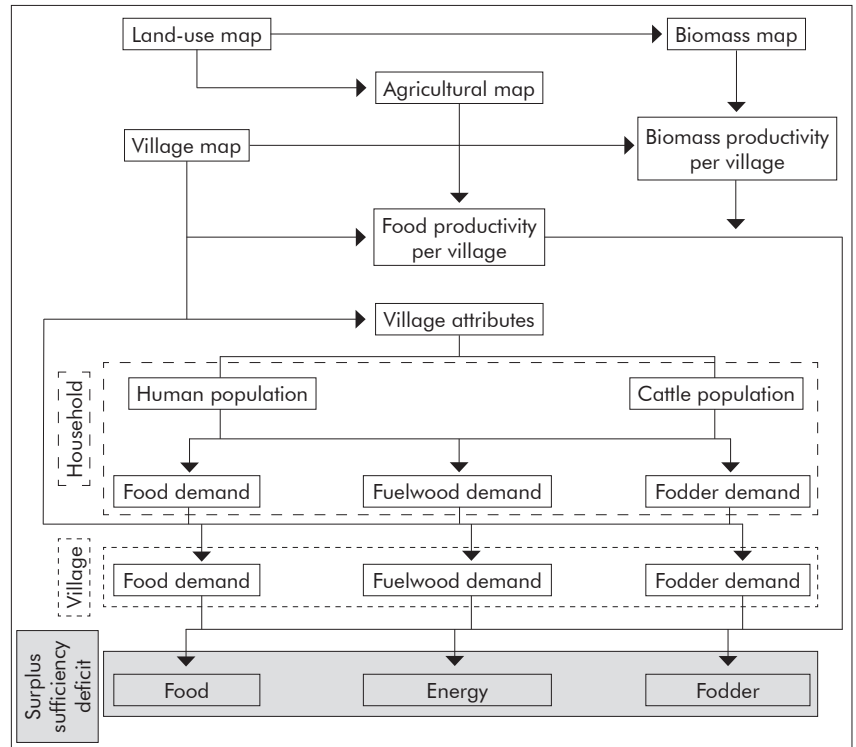 Land-use map
Biomass map
Agricultural map
Village map
Biomass productivity
per village
Food productivity
per village
Village attributes
Household
Human population
Cattle population
Food demand
Fuelwood demand
Fodder demand
Village
Food demand
Fuelwood demand
Fodder demand
Surplus
sufficiency
deficit
Food
Energy
Fodder